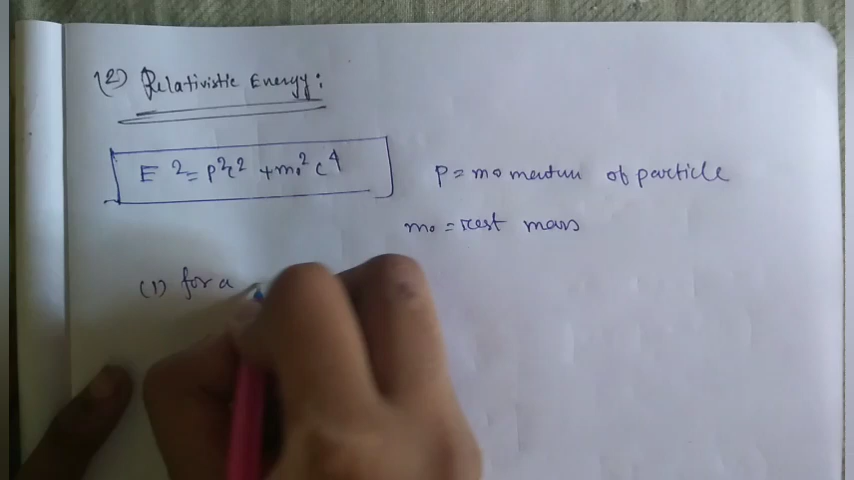 (2) Relativistic Energy:
E² = p²c² + m₀²c⁴
p = momentum of particle
m₀ = rest mass
(1) for a